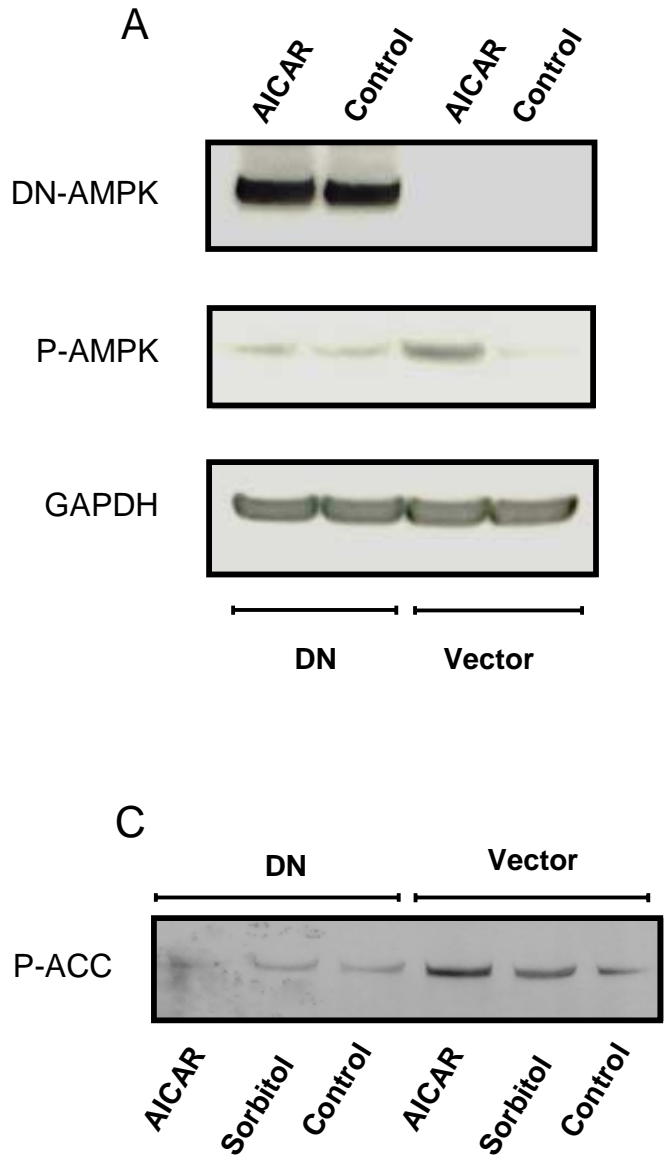 A
AICAR Control AICAR Control
DN-AMPK
P-AMPK
GAPDH
DN Vector
C
DN Vector
P-ACC
AICAR Sorbitol Control AICAR Sorbitol Control